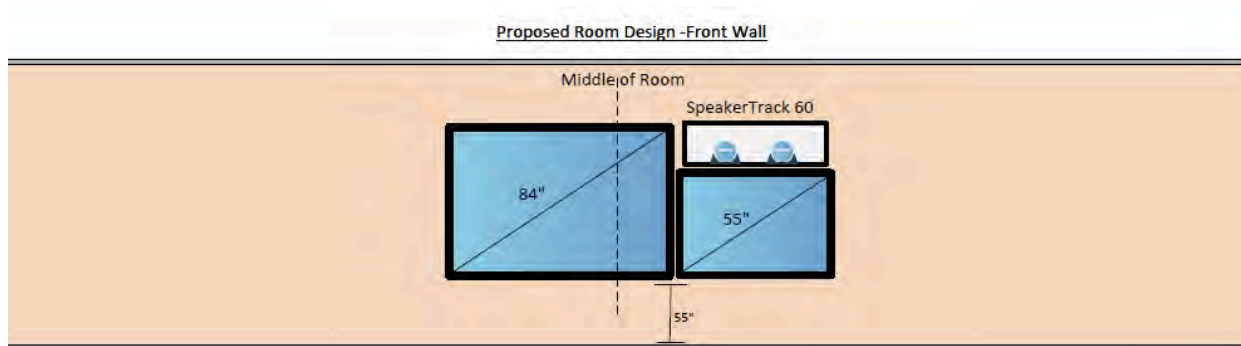 Proposed Room Design -Front Wall
Middle of Room
SpeakerTrack 60
84"
55"
55"